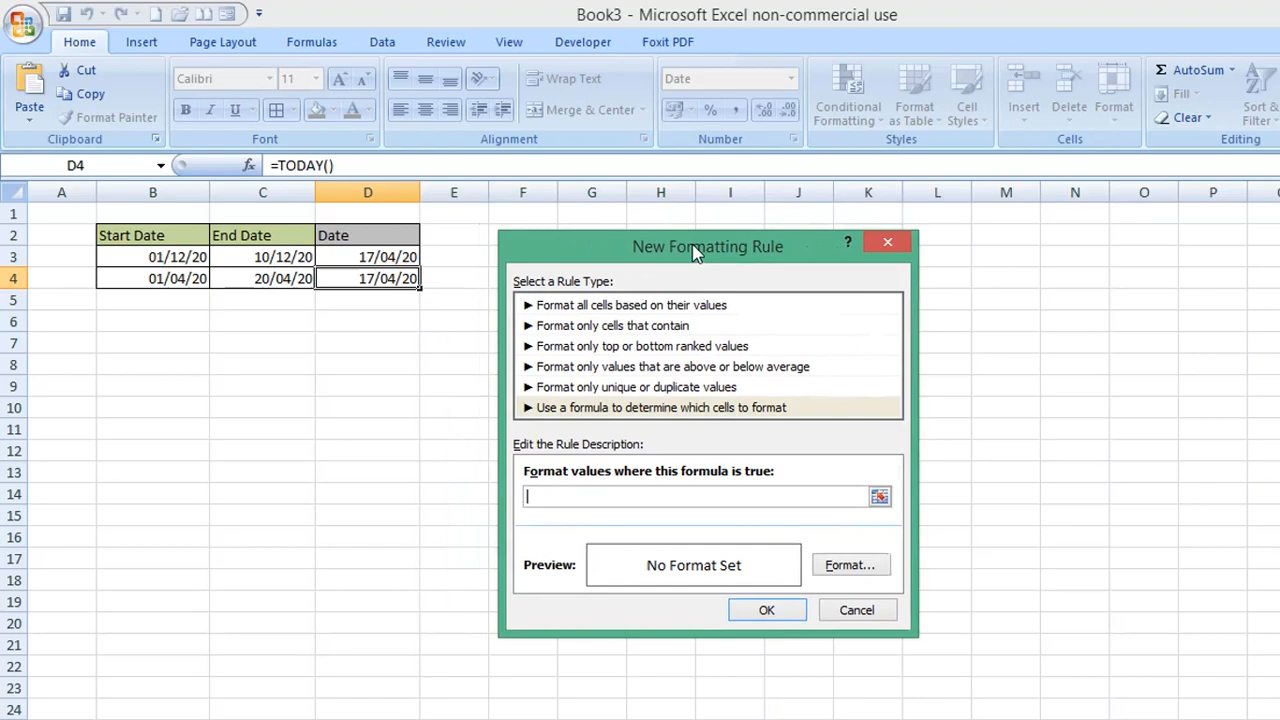 Book3 - Microsoft Excel non-commercial use
Home Insert Page Layout Formulas Data Review View Developer Foxit PDF
Paste
Cut
Copy
Format Painter
Clipboard
Calibri 11 A A
B I U A
Font
Wrap Text
Merge & Center
Alignment
Date
% , .0 .00 .00 .0
Number
Conditional Formatting
Format as Table
Cell Styles
Styles
Insert Delete Format
Cells
Σ AutoSum
Fill
Clear
Sort & Filter
Editing
D4 fx =TODAY()
A B C D E F G H I J K L M N O P
1
2 Start Date End Date Date
3 01/12/20 10/12/20 17/04/20
4 01/04/20 20/04/20 17/04/20
5
6
7
8
9
10
11
12
13
14
15
16
17
18
19
20
21
22
23
24
New Formatting Rule ?
Select a Rule Type:
► Format all cells based on their values
► Format only cells that contain
► Format only top or bottom ranked values
► Format only values that are above or below average
► Format only unique or duplicate values
► Use a formula to determine which cells to format
Edit the Rule Description:
Format values where this formula is true:
Preview: No Format Set Format...
OK Cancel